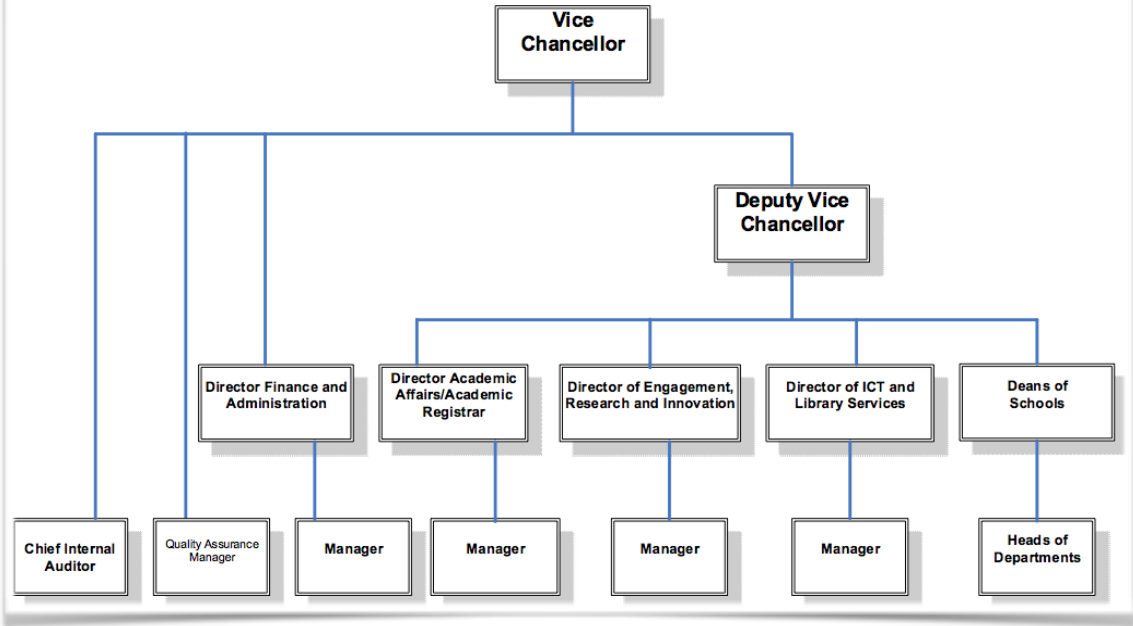 Vice
Chancellor
Deputy Vice
Chancellor
Director Finance and
Administration
Director Academic
Affairs/Academic
Registrar
Director of Engagement,
Research and Innovation
Director of ICT and
Library Services
Deans of
Schools
Chief Internal
Auditor
Quality Assurance
Manager
Manager
Manager
Manager
Manager
Heads of
Departments